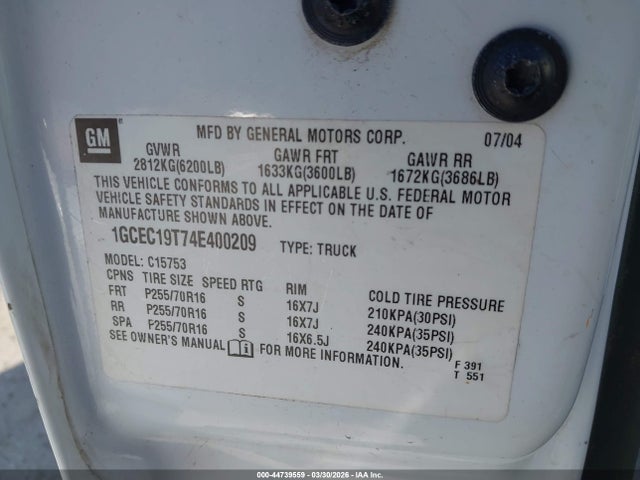 GM
MFD BY GENERAL MOTORS CORP. 07/04
GVWR GAWR FRT GAWR RR
2812KG(6200LB) 1633KG(3600LB) 1672KG(3686LB)
THIS VEHICLE CONFORMS TO ALL APPLICABLE U.S. FEDERAL MOTOR
VEHICLE SAFETY STANDARDS IN EFFECT ON THE DATE OF
MANUFACTURE SHOWN ABOVE.
1GCEC19T74E400209 TYPE: TRUCK
MODEL: C15753
CPNS TIRE SIZE SPEED RTG RIM COLD TIRE PRESSURE
FRT P255/70R16 S 16X7J 210KPA(30PSI)
RR P255/70R16 S 16X7J 240KPA(35PSI)
SPA P255/70R16 S 16X6.5J 240KPA(35PSI)
SEE OWNER'S MANUAL FOR MORE INFORMATION.
F 391
T 551
000-44739559 | 03/30/2026 | IAA Inc.